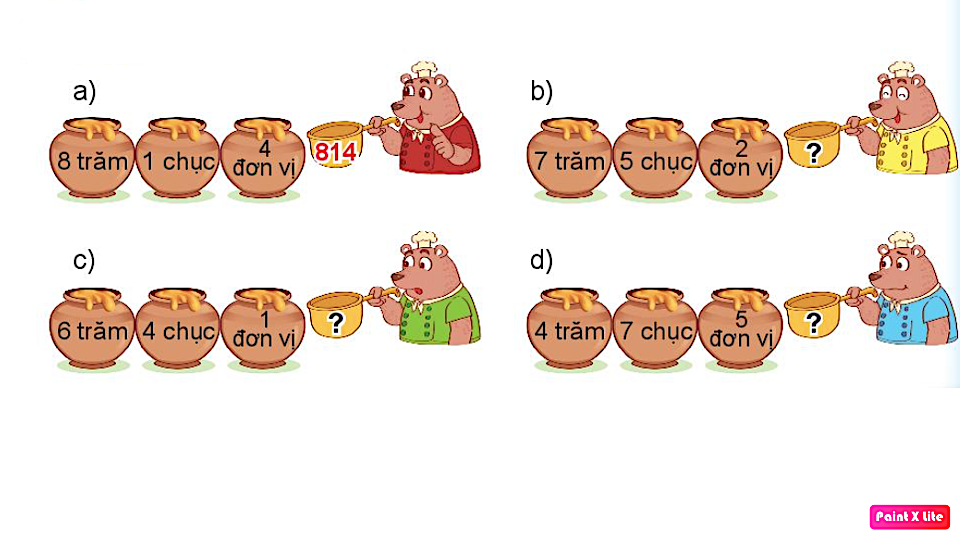 a)
8 trăm 1 chục 4 đơn vị 814
b)
7 trăm 5 chục 2 đơn vị ?
c)
6 trăm 4 chục 1 đơn vị ?
d)
4 trăm 7 chục 5 đơn vị ?
Paint X Lite